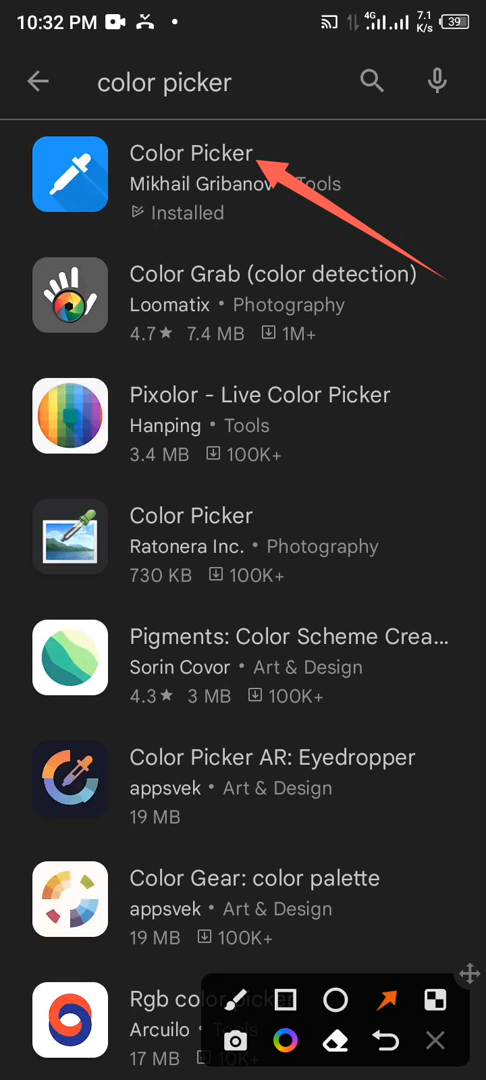 10:32 PM 4G 7.1 K/s 39
color picker
Color Picker
Mikhail Gribanov Tools
Installed
Color Grab (color detection)
Loomatix • Photography
4.7★ 7.4 MB 1M+
Pixolor - Live Color Picker
Hanping • Tools
3.4 MB 100K+
Color Picker
Ratonera Inc. • Photography
730 KB 100K+
Pigments: Color Scheme Crea...
Sorin Covor • Art & Design
4.3★ 3 MB 100K+
Color Picker AR: Eyedropper
appsvek • Art & Design
19 MB
Color Gear: color palette
appsvek • Art & Design
19 MB 100K+
Rgb color picker
Arcuilo • Tools
17 MB 10K+